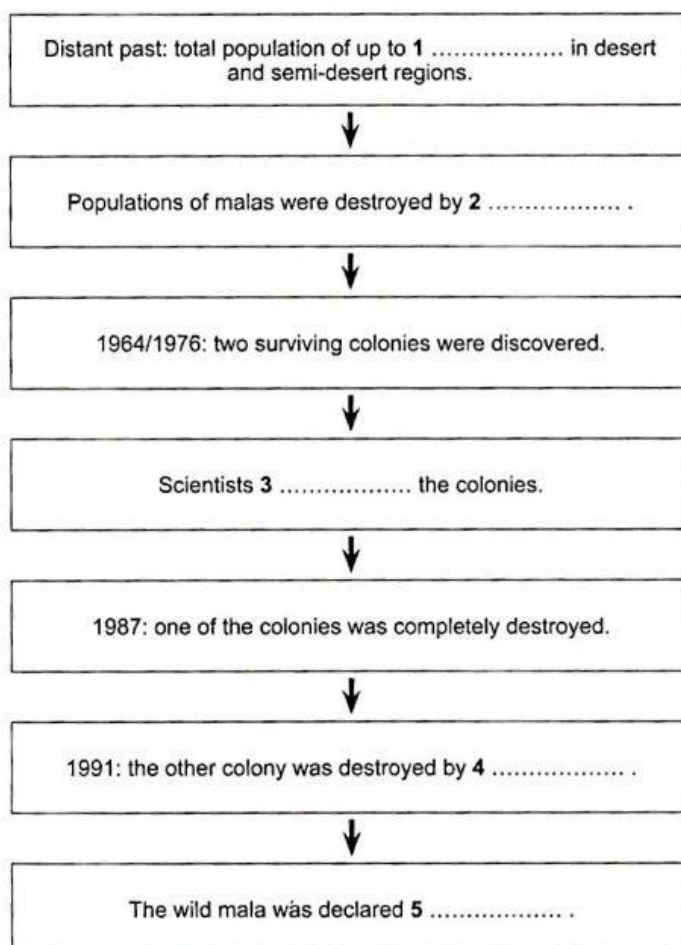 Distant past: total population of up to 1 .................. in desert
and semi-desert regions.
Populations of malas were destroyed by 2 .................. .
1964/1976: two surviving colonies were discovered.
Scientists 3 .................. the colonies.
1987: one of the colonies was completely destroyed.
1991: the other colony was destroyed by 4 .................. .
The wild mala was declared 5 .................. .